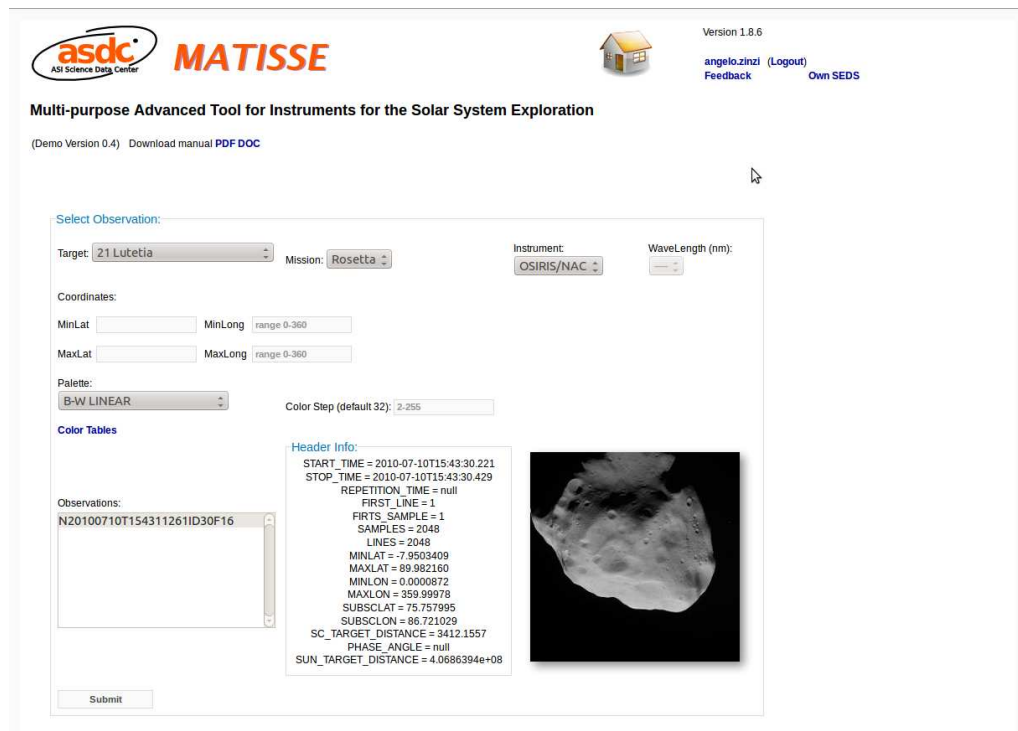 asdc
ASI Science Data Center
MATISSE
Version 1.8.6
angelo.zinzi (Logout)
Feedback Own SEDS
Multi-purpose Advanced Tool for Instruments for the Solar System Exploration
(Demo Version 0.4) Download manual PDF DOC
Select Observation:
Target: 21 Lutetia
Mission: Rosetta
Instrument:
OSIRIS/NAC
WaveLength (nm):
—
Coordinates:
MinLat MinLong range 0-360
MaxLat MaxLong range 0-360
Palette:
B-W LINEAR
Color Step (default 32): 2-255
Color Tables
Observations:
N20100710T154311261ID30F16
Header Info:
START_TIME = 2010-07-10T15:43:30.221
STOP_TIME = 2010-07-10T15:43:30.429
REPETITION_TIME = null
FIRST_LINE = 1
FIRTS_SAMPLE = 1
SAMPLES = 2048
LINES = 2048
MINLAT = -7.9503409
MAXLAT = 89.982160
MINLON = 0.0000872
MAXLON = 359.99978
SUBSCLAT = 75.757995
SUBSCLON = 86.721029
SC_TARGET_DISTANCE = 3412.1557
PHASE_ANGLE = null
SUN_TARGET_DISTANCE = 4.0686394e+08
Submit